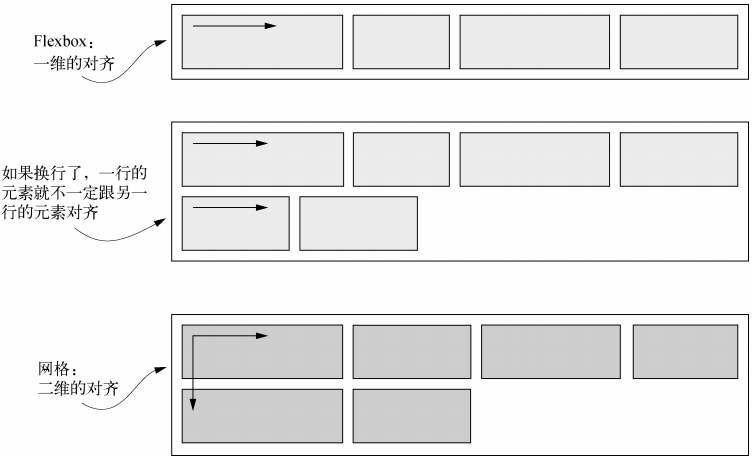 Flexbox：
一维的对齐
如果换行了，一行的
元素就不一定跟另一
行的元素对齐
网格：
二维的对齐